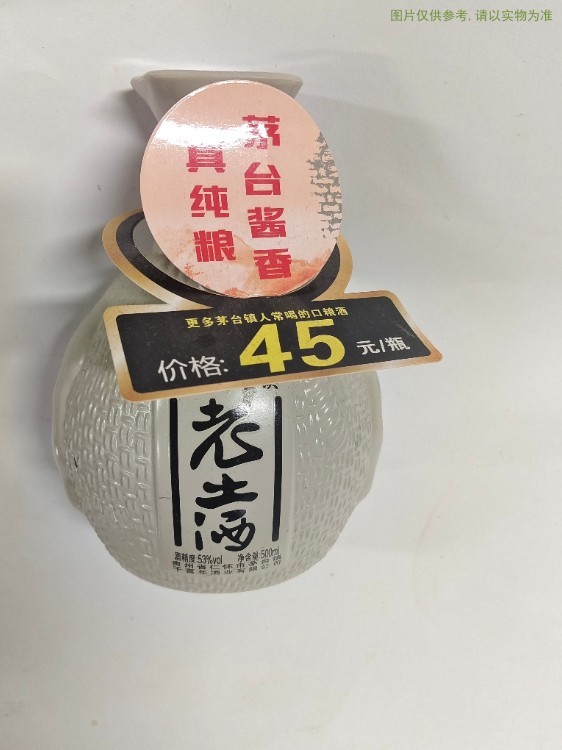 图片仅供参考, 请以实物为准
茅台酱香
真纯粮
更多茅台镇人常喝的口粮酒
价格: 45 元/瓶
老土酒
酒精度:53%vol 净含量:500ml
贵州省仁怀市茅台镇